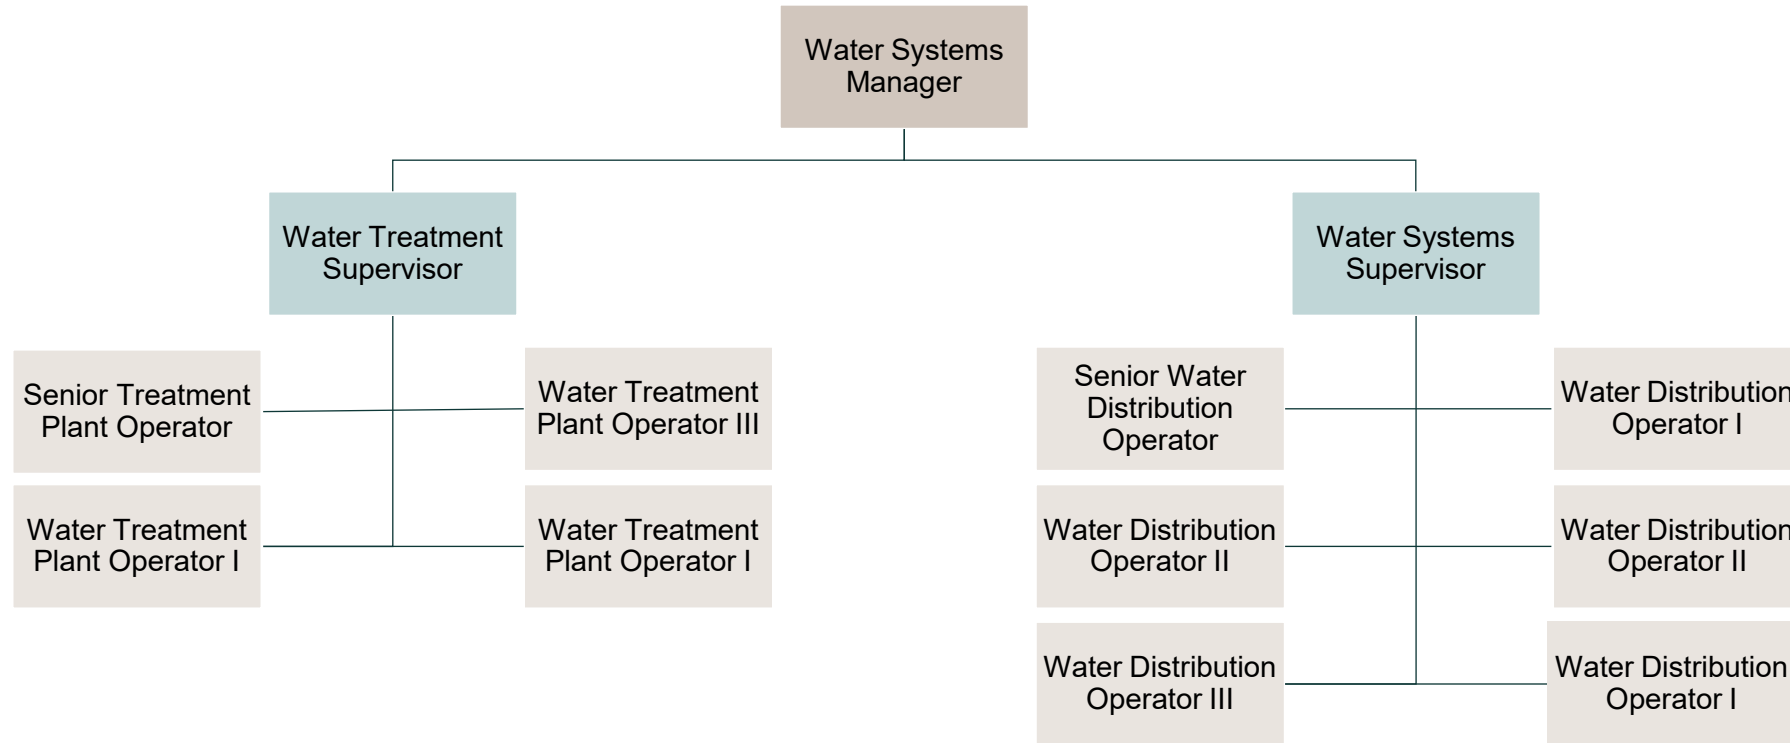 Water Systems
Manager
Water Treatment
Supervisor
Water Systems
Supervisor
Senior Treatment
Plant Operator
Water Treatment
Plant Operator III
Senior Water
Distribution
Operator
Water Distribution
Operator I
Water Treatment
Plant Operator I
Water Treatment
Plant Operator I
Water Distribution
Operator II
Water Distribution
Operator II
Water Distribution
Operator III
Water Distribution
Operator I